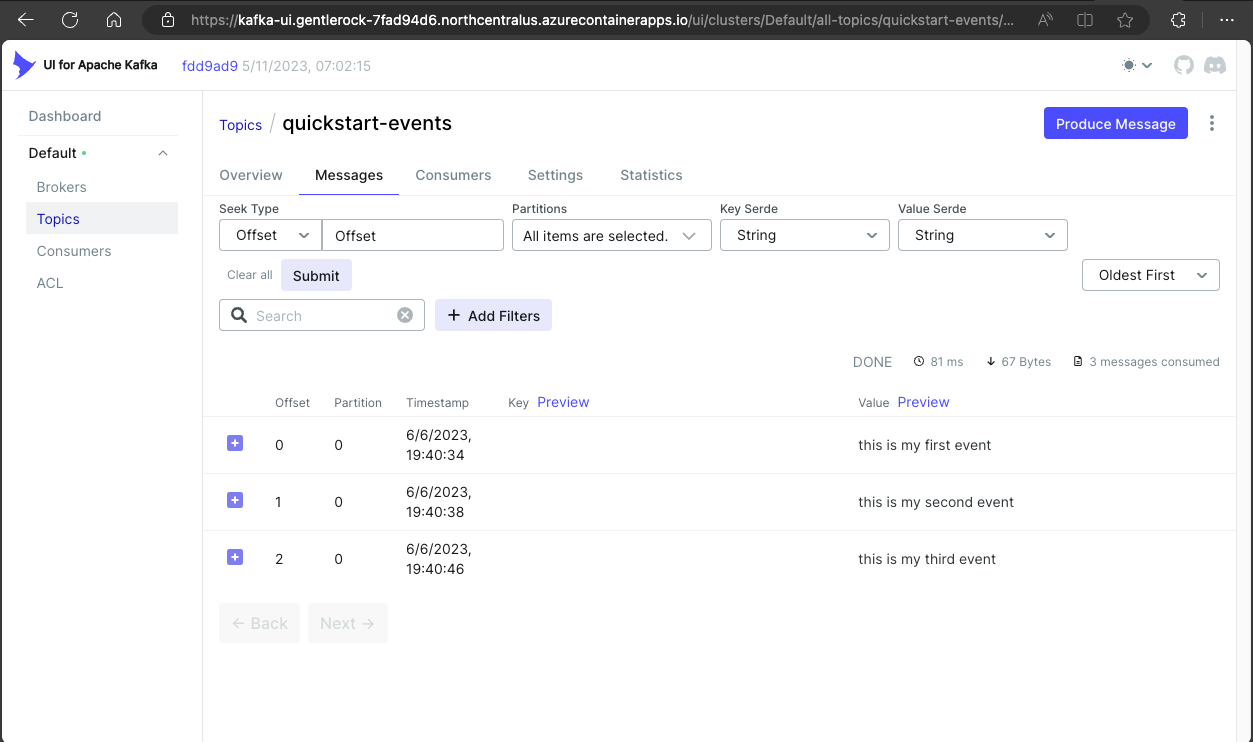 https://kafka-ui.gentlerock-7fad94d6.northcentralus.azurecontainerapps.io/ui/clusters/Default/all-topics/quickstart-events/...
UI for Apache Kafka fdd9ad9 5/11/2023, 07:02:15
Dashboard
Default
Brokers
Topics
Consumers
ACL
Topics / quickstart-events
Produce Message
Overview Messages Consumers Settings Statistics
Seek Type Partitions Key Serde Value Serde
Offset Offset All items are selected. String String
Clear all Submit Oldest First
Search + Add Filters
DONE 81 ms 67 Bytes 3 messages consumed
Offset Partition Timestamp Key Preview Value Preview
0 0 6/6/2023, 19:40:34 this is my first event
1 0 6/6/2023, 19:40:38 this is my second event
2 0 6/6/2023, 19:40:46 this is my third event
← Back Next →